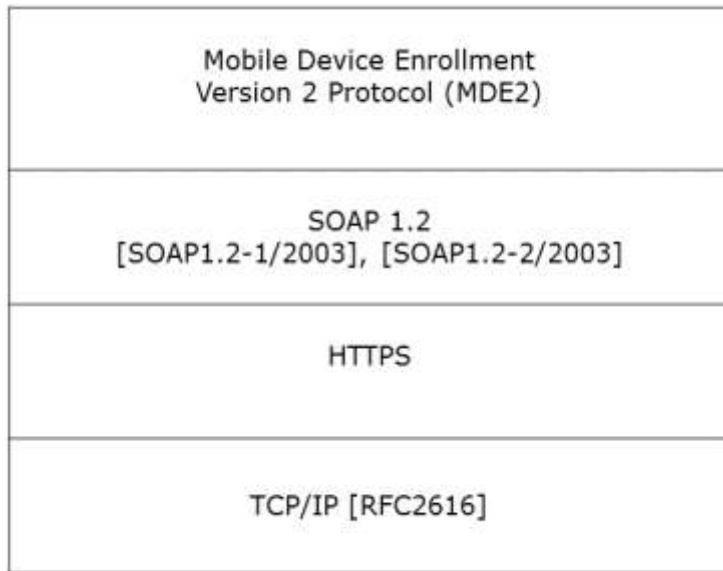 Mobile Device Enrollment
Version 2 Protocol (MDE2)
SOAP 1.2
[SOAP1.2-1/2003], [SOAP1.2-2/2003]
HTTPS
TCP/IP [RFC2616]